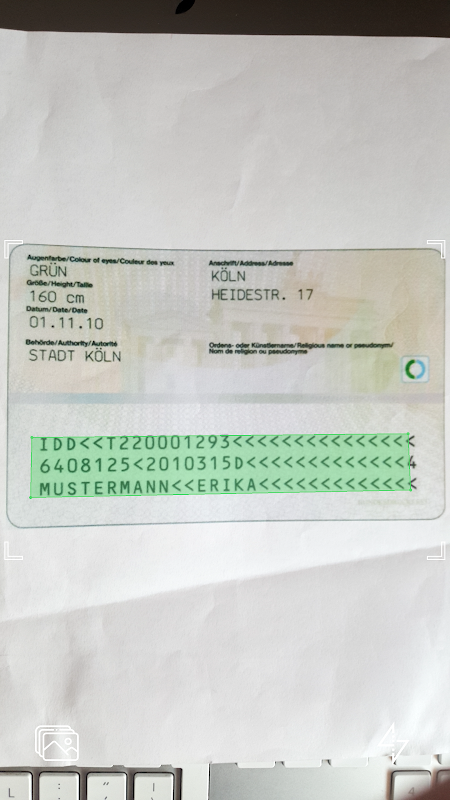 Augenfarbe/Colour of eyes/Couleur des yeux
GRÜN
Größe/Height/Taille
160 cm
Datum/Date/Date
01.11.10
Behörde/Authority/Autorité
STADT KÖLN
Anschrift/Address/Adresse
KÖLN
HEIDESTR. 17
Ordens- oder Künstlername/Religious name or pseudonym/
Nom de religion ou pseudonyme
IDD<<T220001293<<<<<<<<<<<<<<<
6408125<2010315D<<<<<<<<<<<<<4
MUSTERMANN<<ERIKA<<<<<<<<<<<<<
L
:
;
"
4